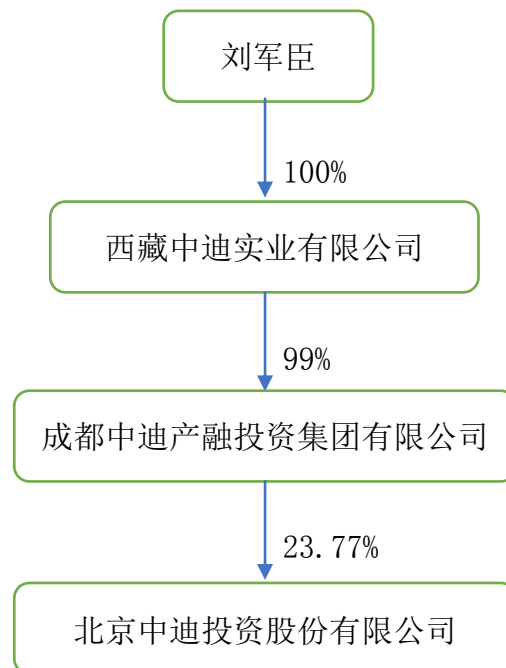 刘军臣
100%
西藏中迪实业有限公司
99%
成都中迪产融投资集团有限公司
23.77%
北京中迪投资股份有限公司